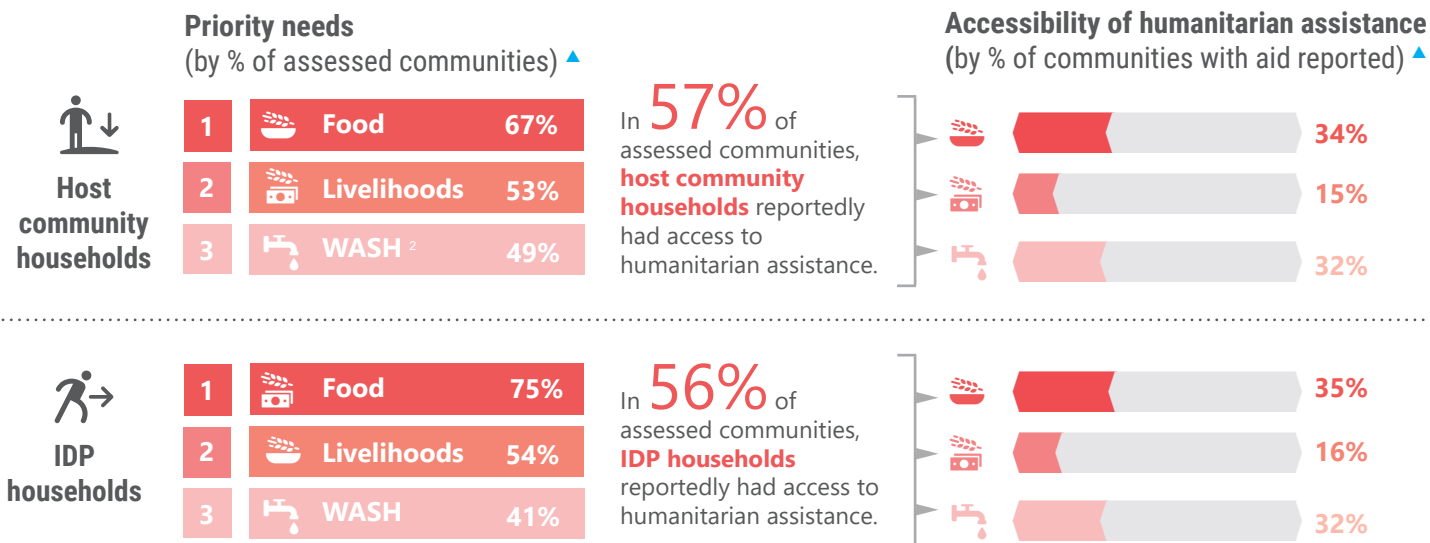 Priority needs
(by % of assessed communities) ▲
Accessibility of humanitarian assistance
(by % of communities with aid reported) ▲
Host
community
households
1 Food 67%
2 Livelihoods 53%
3 WASH 2 49%
In 57% of
assessed communities,
host community
households reportedly
had access to
humanitarian assistance.
34%
15%
32%
IDP
households
1 Food 75%
2 Livelihoods 54%
3 WASH 41%
In 56% of
assessed communities,
IDP households
reportedly had access to
humanitarian assistance.
35%
16%
32%